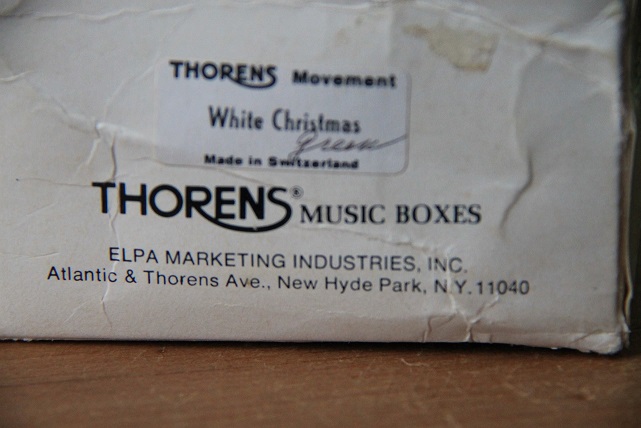 THORENS Movement
White Christmas
green
Made in Switzerland
THORENS® MUSIC BOXES
ELPA MARKETING INDUSTRIES, INC.
Atlantic & Thorens Ave., New Hyde Park, N.Y. 11040